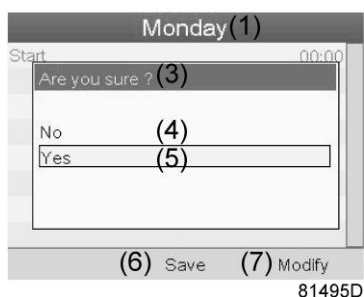 Monday(1)
Start 00:00
Are you sure ?(3)
No (4)
Yes (5)
(6) Save (7) Modify
81495D